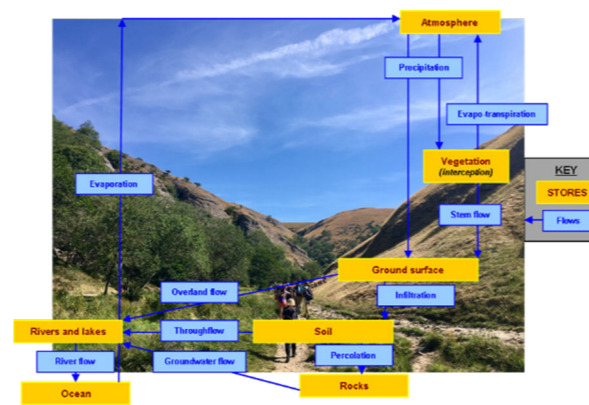 Atmosphere
Precipitation
Evapo-transpiration
Vegetation
(interception)
KEY
STORES
Flows
Evaporation
Stem flow
Ground surface
Overland flow
Infiltration
Rivers and lakes
Throughflow
Soil
River flow
Groundwater flow
Percolation
Ocean
Rocks